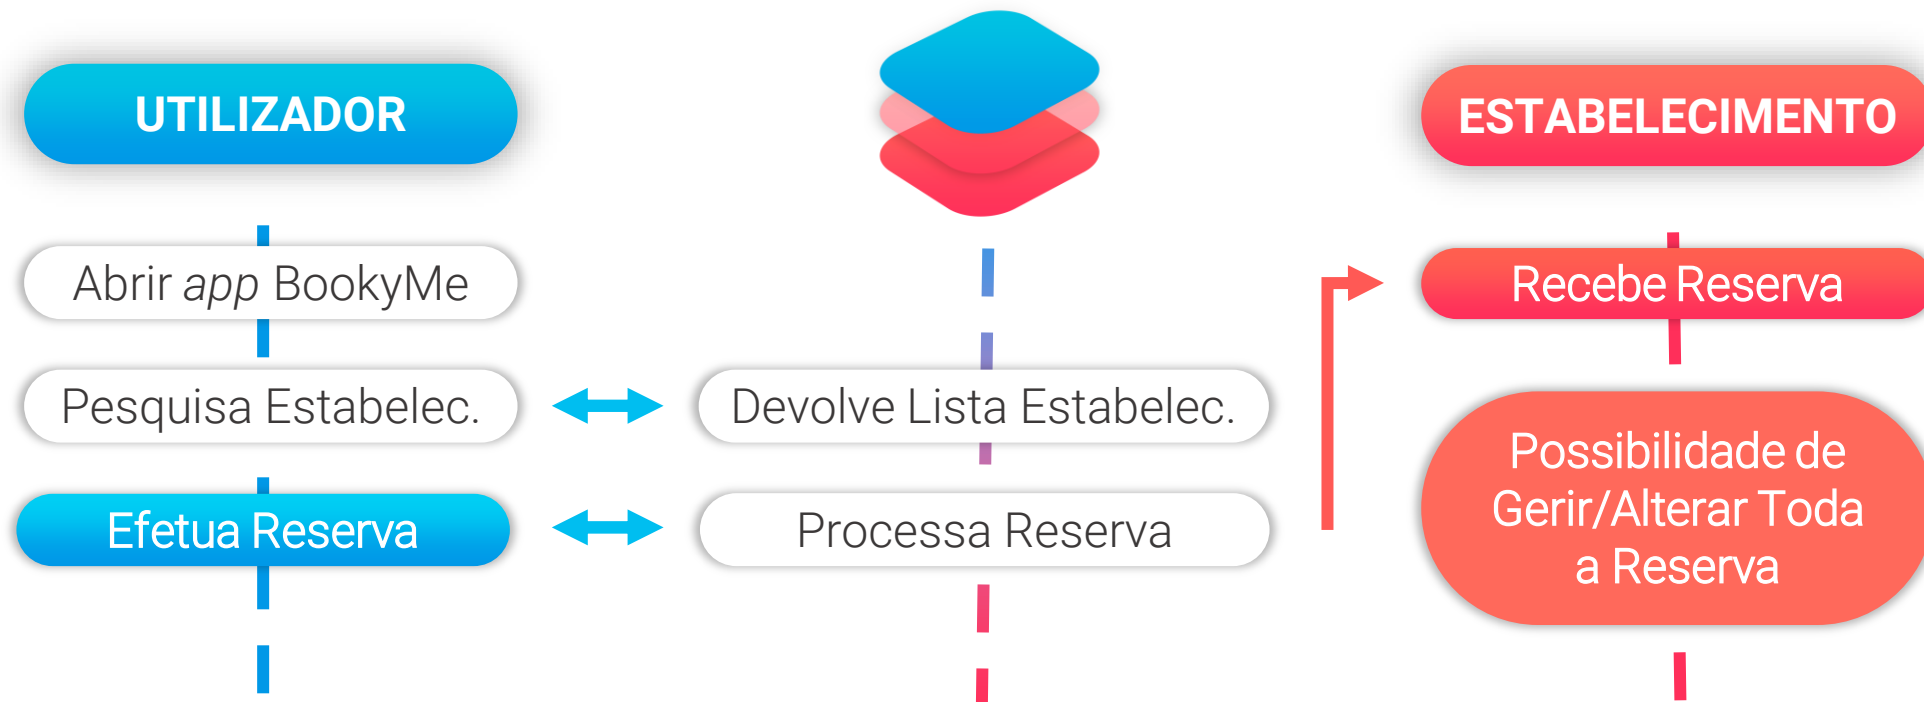 UTILIZADOR
ESTABELECIMENTO
Abrir app BookyMe
Recebe Reserva
Pesquisa Estabelec.
Devolve Lista Estabelec.
Efetua Reserva
Processa Reserva
Possibilidade de
Gerir/Alterar Toda
a Reserva